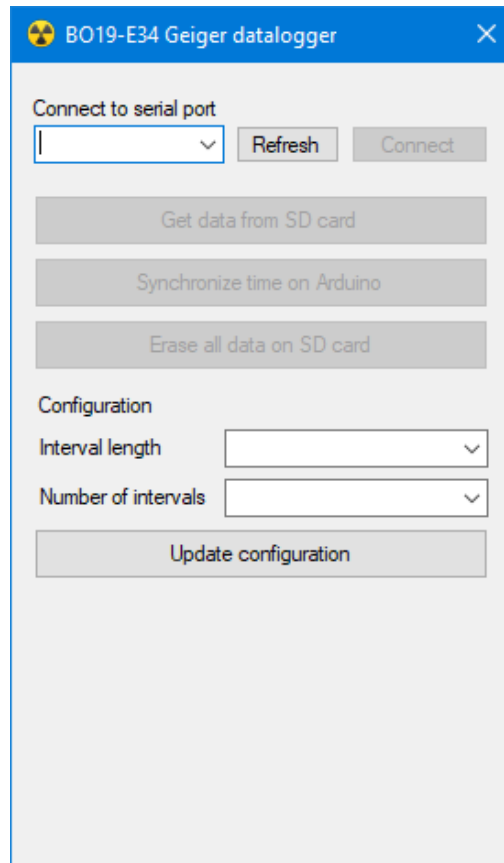 BO19-E34 Geiger datalogger
Connect to serial port
Refresh Connect
Get data from SD card
Synchronize time on Arduino
Erase all data on SD card
Configuration
Interval length
Number of intervals
Update configuration